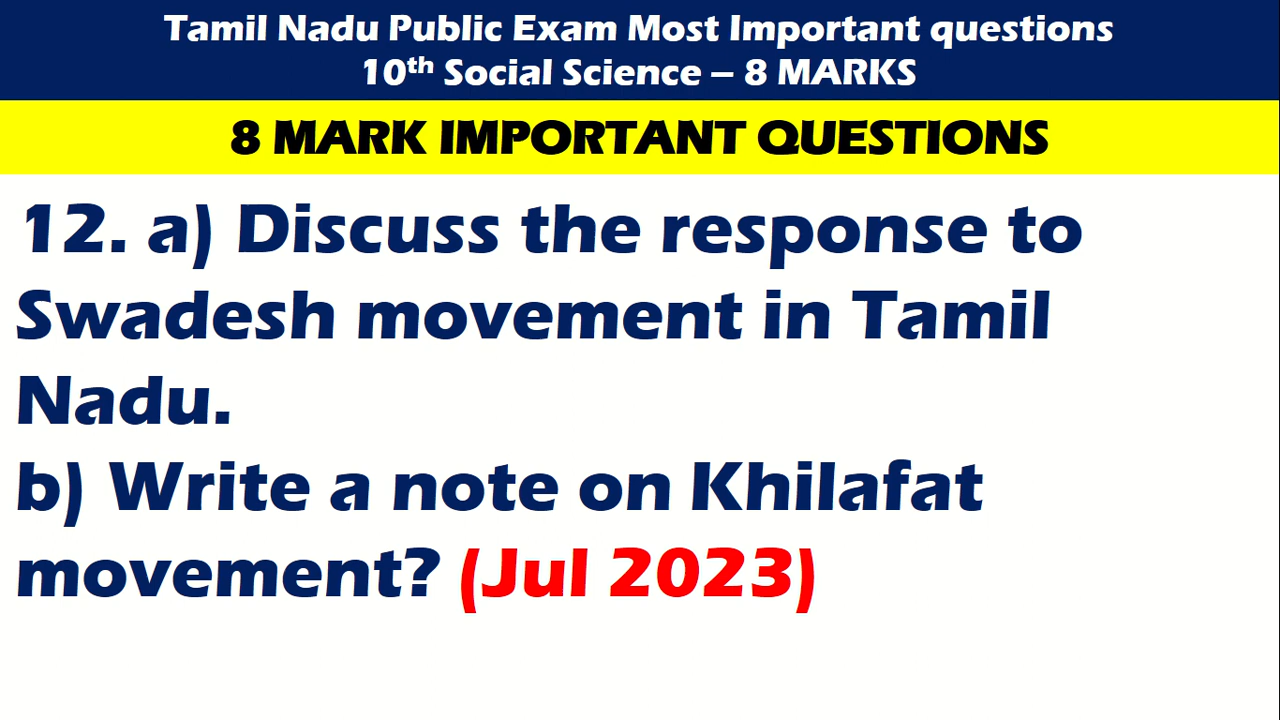 Tamil Nadu Public Exam Most Important questions
10th Social Science – 8 MARKS
8 MARK IMPORTANT QUESTIONS
12. a) Discuss the response to
Swadesh movement in Tamil
Nadu.
b) Write a note on Khilafat
movement? (Jul 2023)